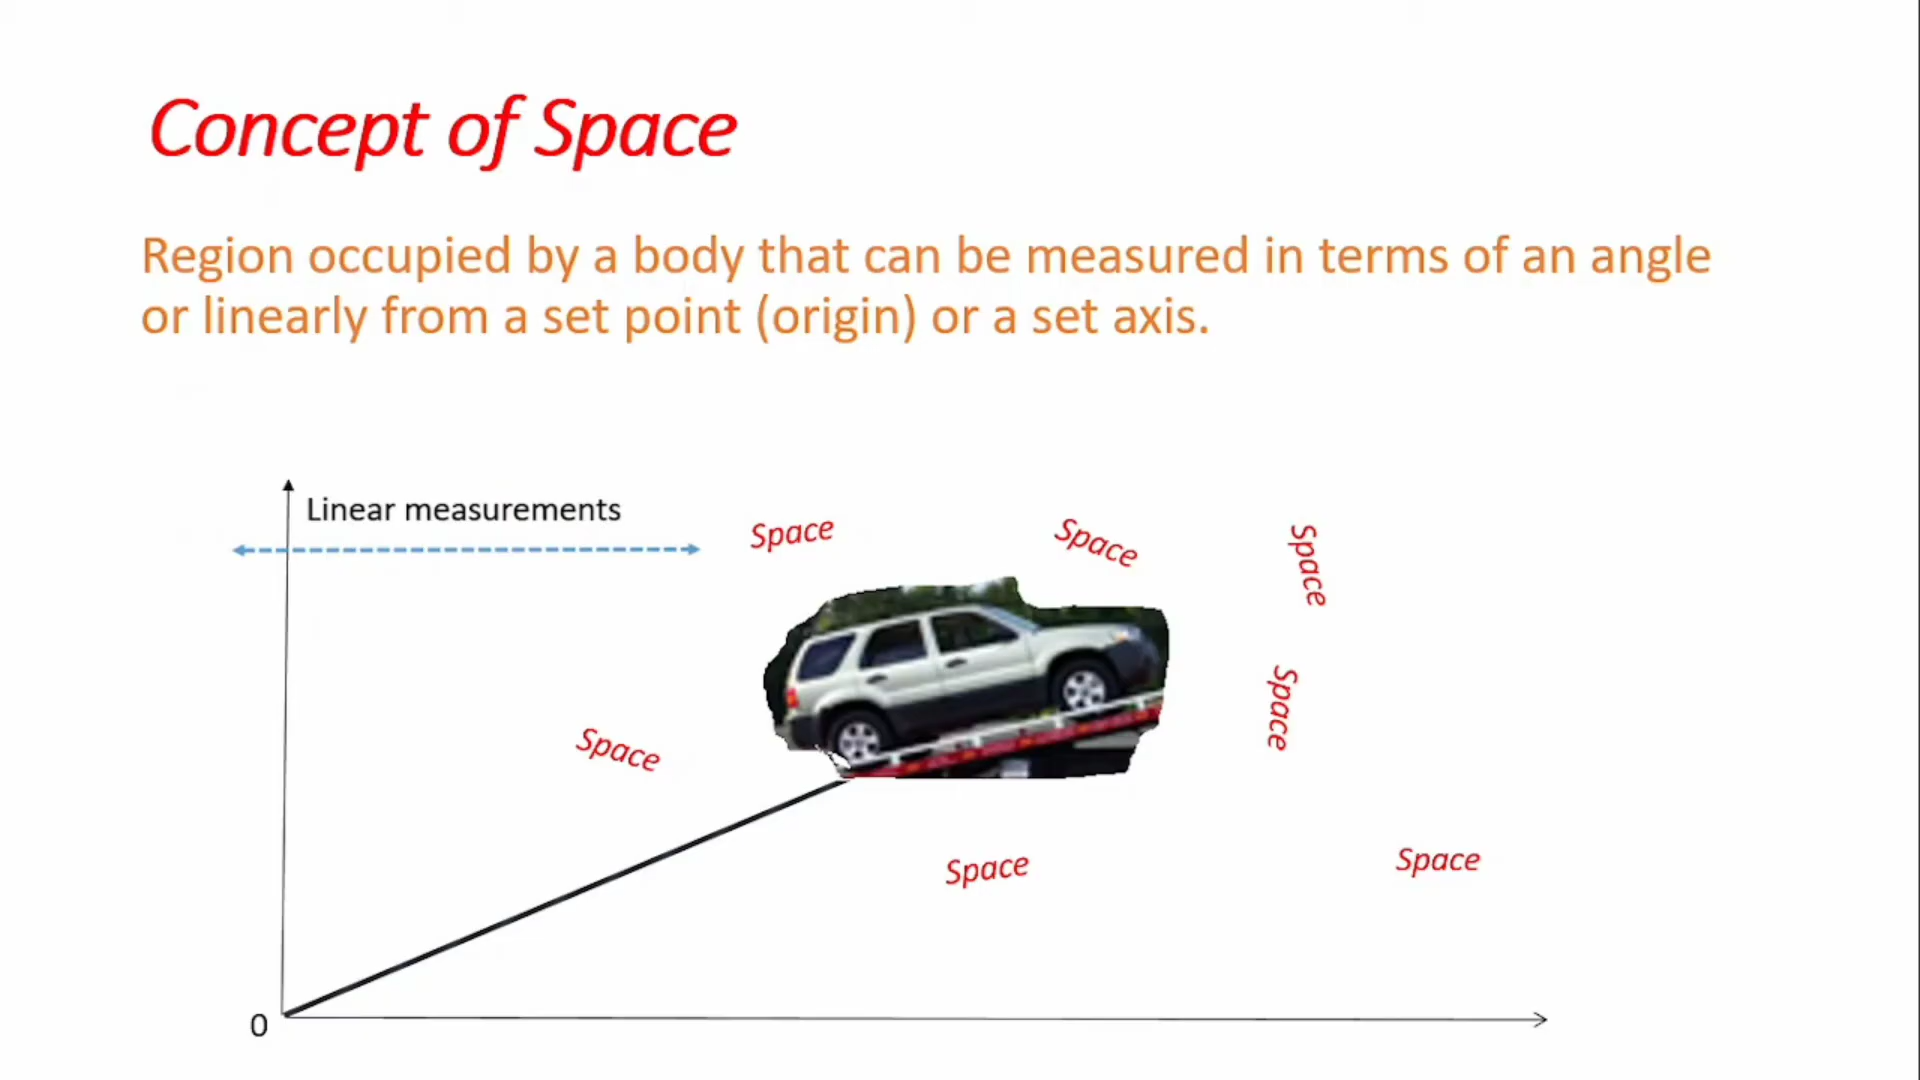 Concept of Space
Region occupied by a body that can be measured in terms of an angle
or linearly from a set point (origin) or a set axis.
Linear measurements
Space
Space
Space
Space
Space
Space
Space
0